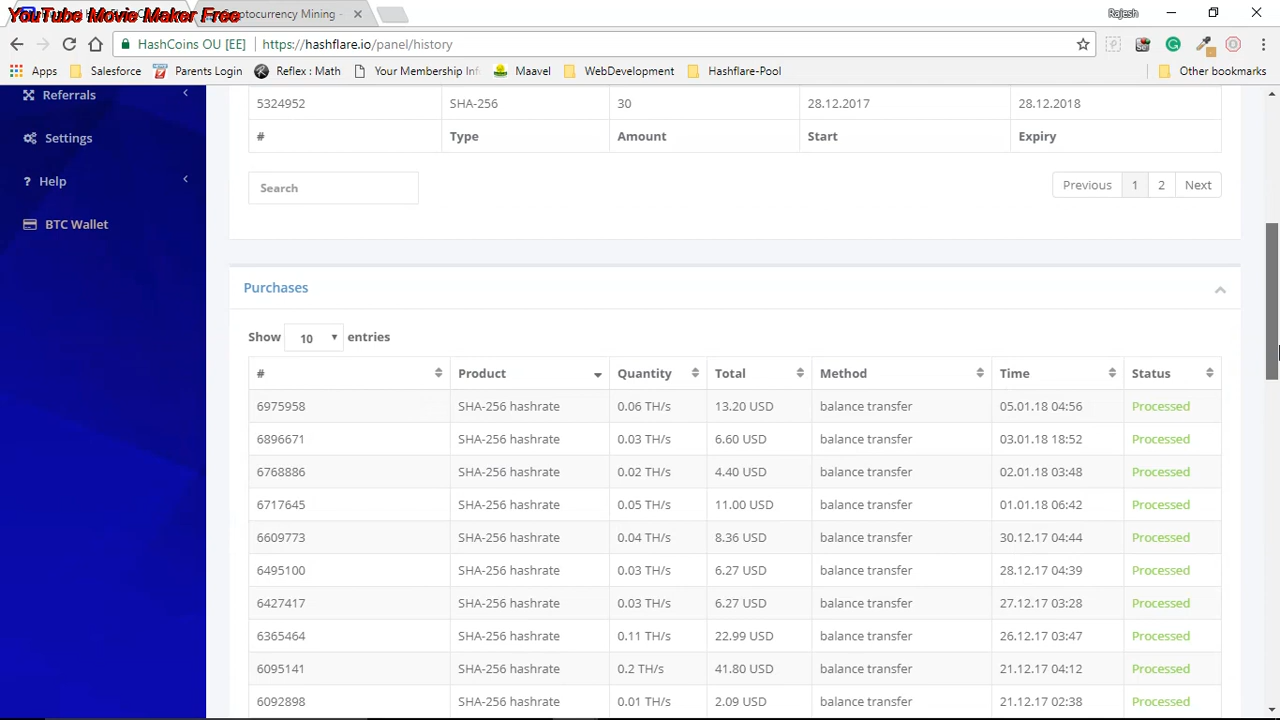 YouTube Movie Maker Free
ptocurrency Mining -
Rajesh
HashCoins OU [EE] https://hashflare.io/panel/history
Apps Salesforce Parents Login Reflex : Math Your Membership Inf Maavel WebDevelopment Hashflare-Pool Other bookmarks
Referrals
Settings
? Help
BTC Wallet
5324952 SHA-256 30 28.12.2017 28.12.2018
# Type Amount Start Expiry
Search Previous 1 2 Next
Purchases
Show 10 entries
# Product Quantity Total Method Time Status
6975958 SHA-256 hashrate 0.06 TH/s 13.20 USD balance transfer 05.01.18 04:56 Processed
6896671 SHA-256 hashrate 0.03 TH/s 6.60 USD balance transfer 03.01.18 18:52 Processed
6768886 SHA-256 hashrate 0.02 TH/s 4.40 USD balance transfer 02.01.18 03:48 Processed
6717645 SHA-256 hashrate 0.05 TH/s 11.00 USD balance transfer 01.01.18 06:42 Processed
6609773 SHA-256 hashrate 0.04 TH/s 8.36 USD balance transfer 30.12.17 04:44 Processed
6495100 SHA-256 hashrate 0.03 TH/s 6.27 USD balance transfer 28.12.17 04:39 Processed
6427417 SHA-256 hashrate 0.03 TH/s 6.27 USD balance transfer 27.12.17 03:28 Processed
6365464 SHA-256 hashrate 0.11 TH/s 22.99 USD balance transfer 26.12.17 03:47 Processed
6095141 SHA-256 hashrate 0.2 TH/s 41.80 USD balance transfer 21.12.17 04:12 Processed
6092898 SHA-256 hashrate 0.01 TH/s 2.09 USD balance transfer 21.12.17 02:38 Processed